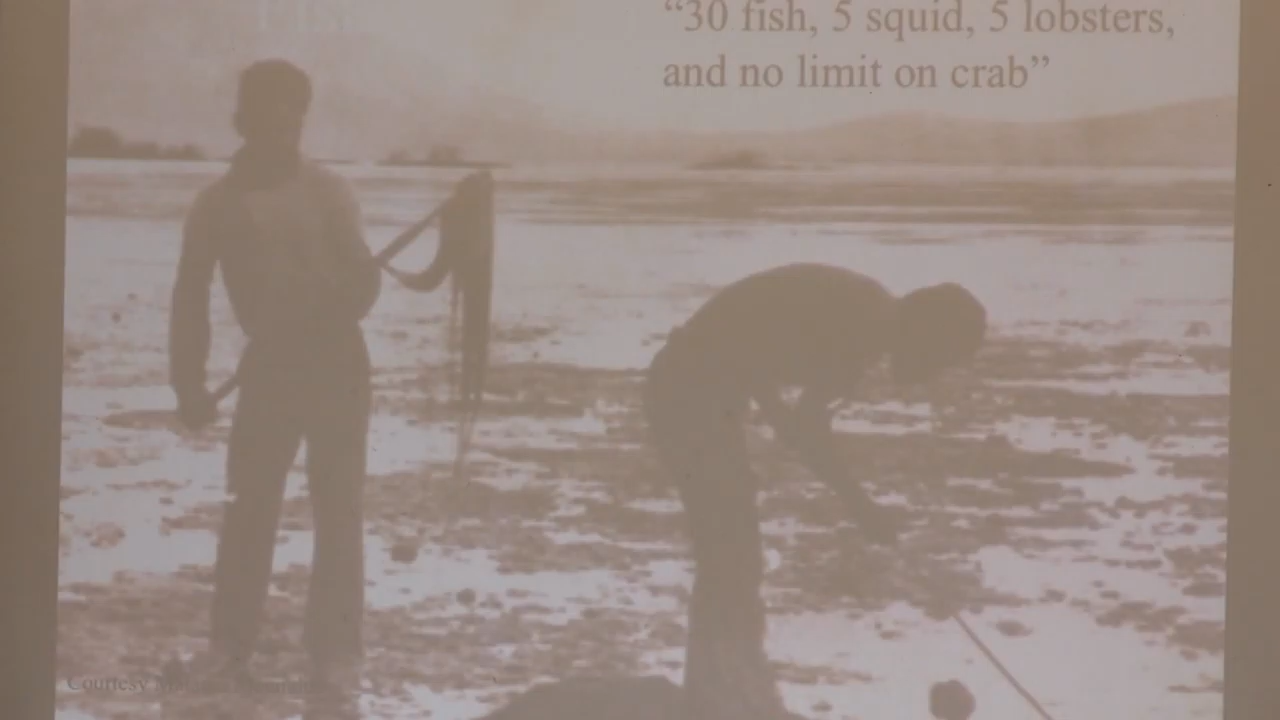 “30 fish, 5 squid, 5 lobsters,
and no limit on crab”
Courtesy